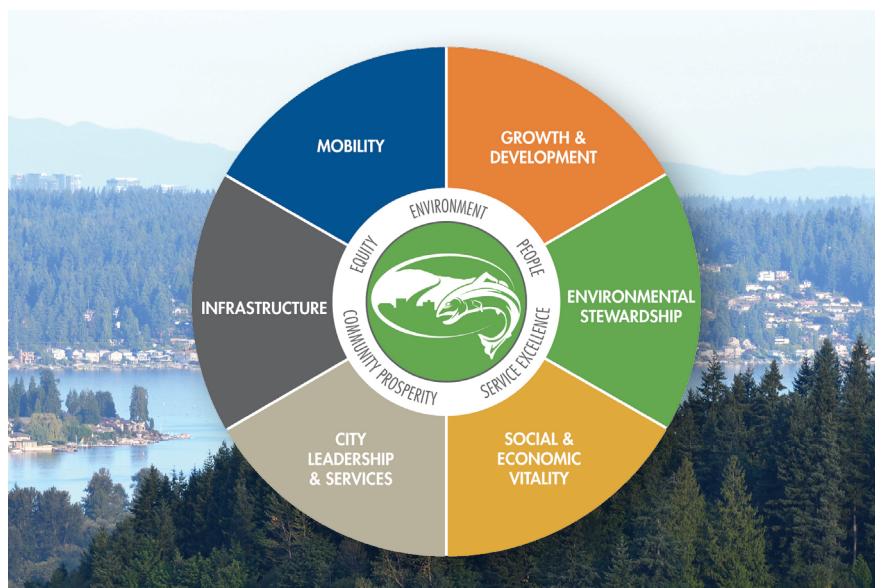 MOBILITY
GROWTH &
DEVELOPMENT
ENVIRONMENT
EQUITY
PEOPLE
INFRASTRUCTURE
ENVIRONMENTAL
STEWARDSHIP
COMMUNITY PROSPERITY
SERVICE EXCELLENCE
CITY
LEADERSHIP
& SERVICES
SOCIAL &
ECONOMIC
VITALITY